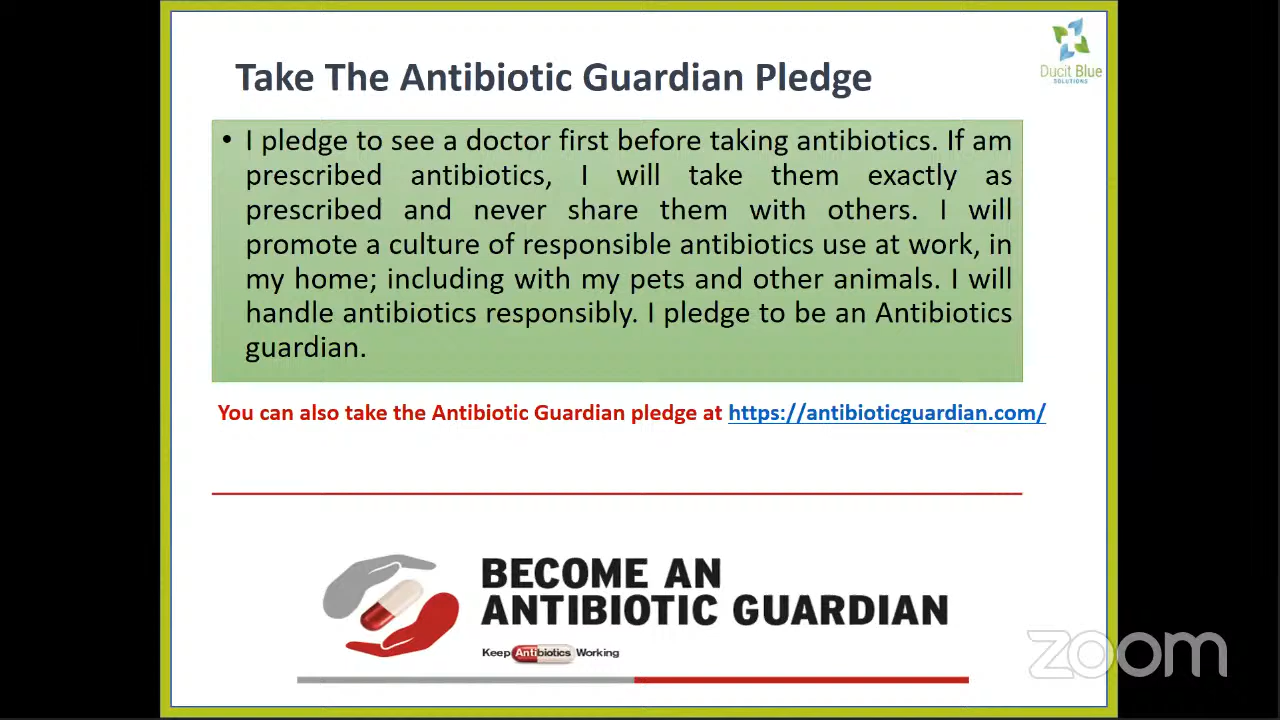 Ducit Blue
SOLUTIONS
Take The Antibiotic Guardian Pledge
• I pledge to see a doctor first before taking antibiotics. If am
prescribed antibiotics, I will take them exactly as
prescribed and never share them with others. I will
promote a culture of responsible antibiotics use at work, in
my home; including with my pets and other animals. I will
handle antibiotics responsibly. I pledge to be an Antibiotics
guardian.
You can also take the Antibiotic Guardian pledge at https://antibioticguardian.com/
BECOME AN
ANTIBIOTIC GUARDIAN
Keep Antibiotics Working
zoom